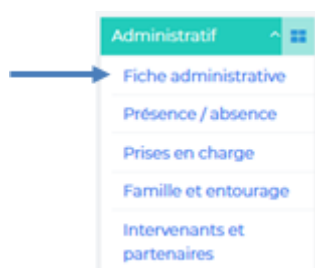 Administratif
Fiche administrative
Présence / absence
Prises en charge
Famille et entourage
Intervenants et
partenaires